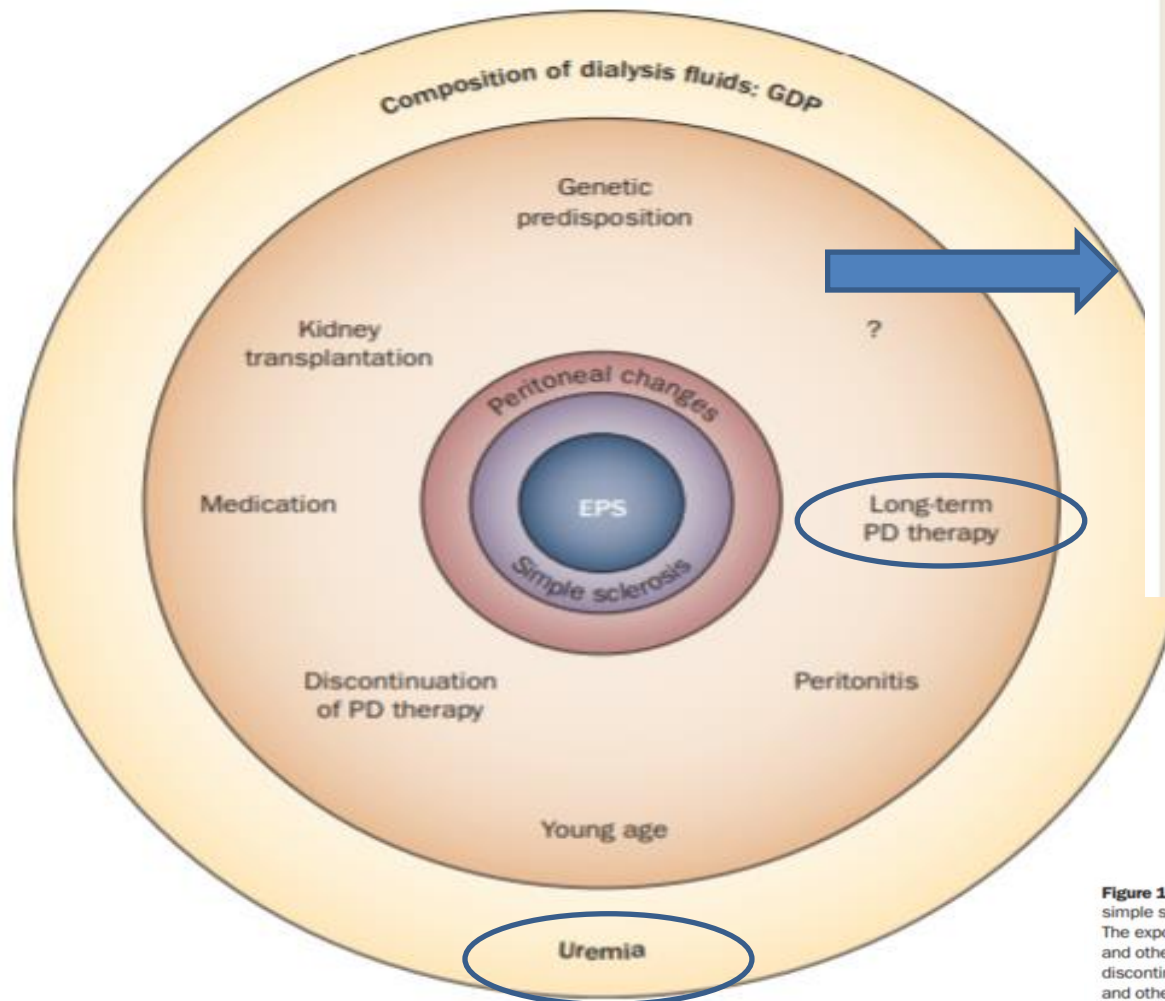 Composition of dialysis fluids: GDP
Genetic
predisposition
Kidney
transplantation
?
Peritoneal changes
Medication
EPS
Long-term
PD therapy
Simple sclerosis
Discontinuation
of PD therapy
Peritonitis
Young age
Uremia
Figure 1
simple s
The expo
and othe
discontin
and othe